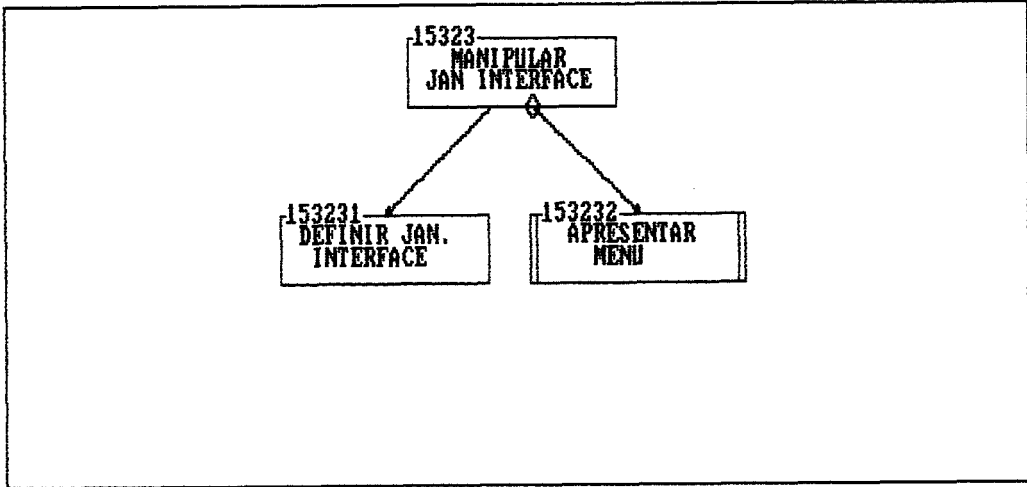 15323
MANIPULAR
JAN INTERFACE
153231
DEFINIR JAN.
INTERFACE
153232
APRESENTAR
MENU